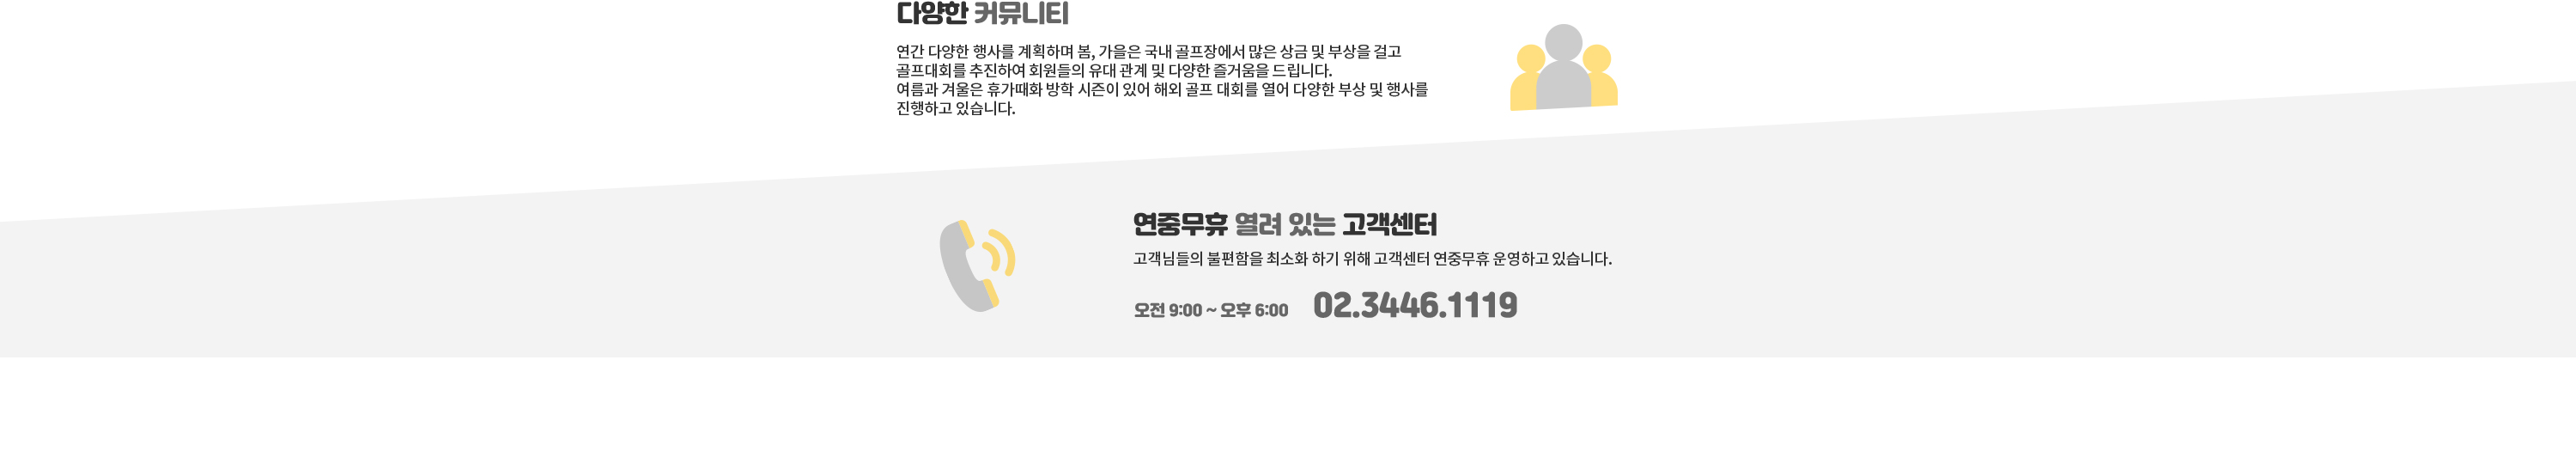 다양한 커뮤니티
연간 다양한 행사를 계획하며 봄, 가을은 국내 골프장에서 많은 상금 및 부상을 걸고
골프대회를 추진하여 회원들의 유대 관계 및 다양한 즐거움을 드립니다.
여름과 겨울은 휴가때화 방학 시즌이 있어 해외 골프 대회를 열어 다양한 부상 및 행사를
진행하고 있습니다.
연중무휴 열려 있는 고객센터
고객님들의 불편함을 최소화 하기 위해 고객센터 연중무휴 운영하고 있습니다.
오전 9:00 ~ 오후 6:00 02.3446.1119